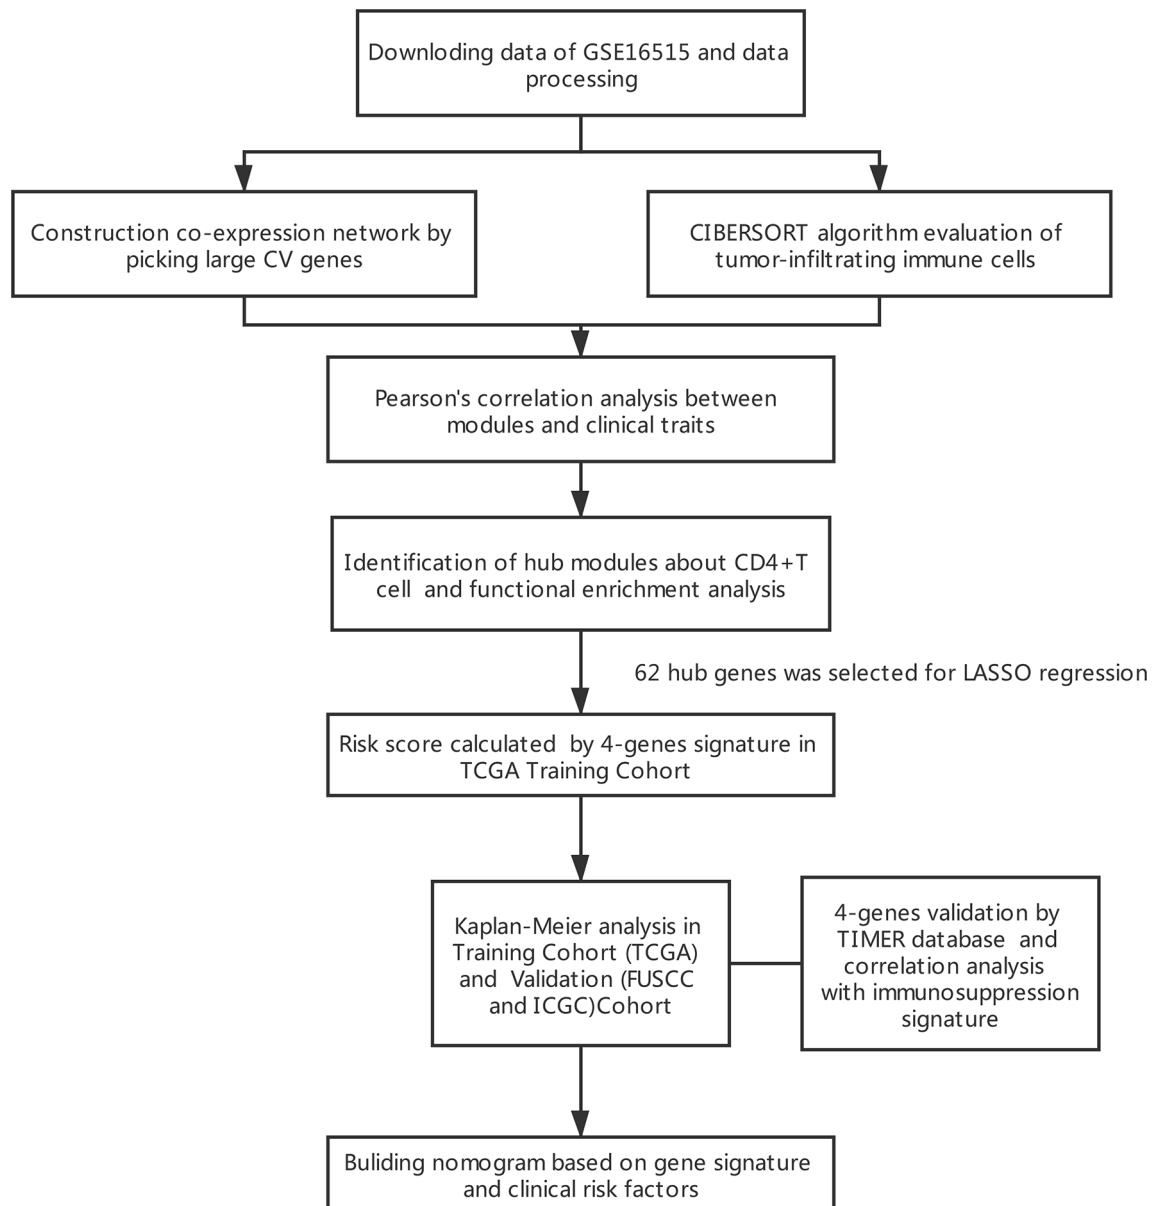 Downloding data of GSE16515 and data
processing
Construction co-expression network by
picking large CV genes
CIBERSORT algorithm evaluation of
tumor-infiltrating immune cells
Pearson's correlation analysis between
modules and clinical traits
Identification of hub modules about CD4+T
cell and functional enrichment analysis
62 hub genes was selected for LASSO regression
Risk score calculated by 4-genes signature in
TCGA Training Cohort
Kaplan-Meier analysis in
Training Cohort (TCGA)
and Validation (FUSCC
and ICGC)Cohort
4-genes validation by
TIMER database and
correlation analysis
with immunosuppression
signature
Buliding nomogram based on gene signature
and clinical risk factors